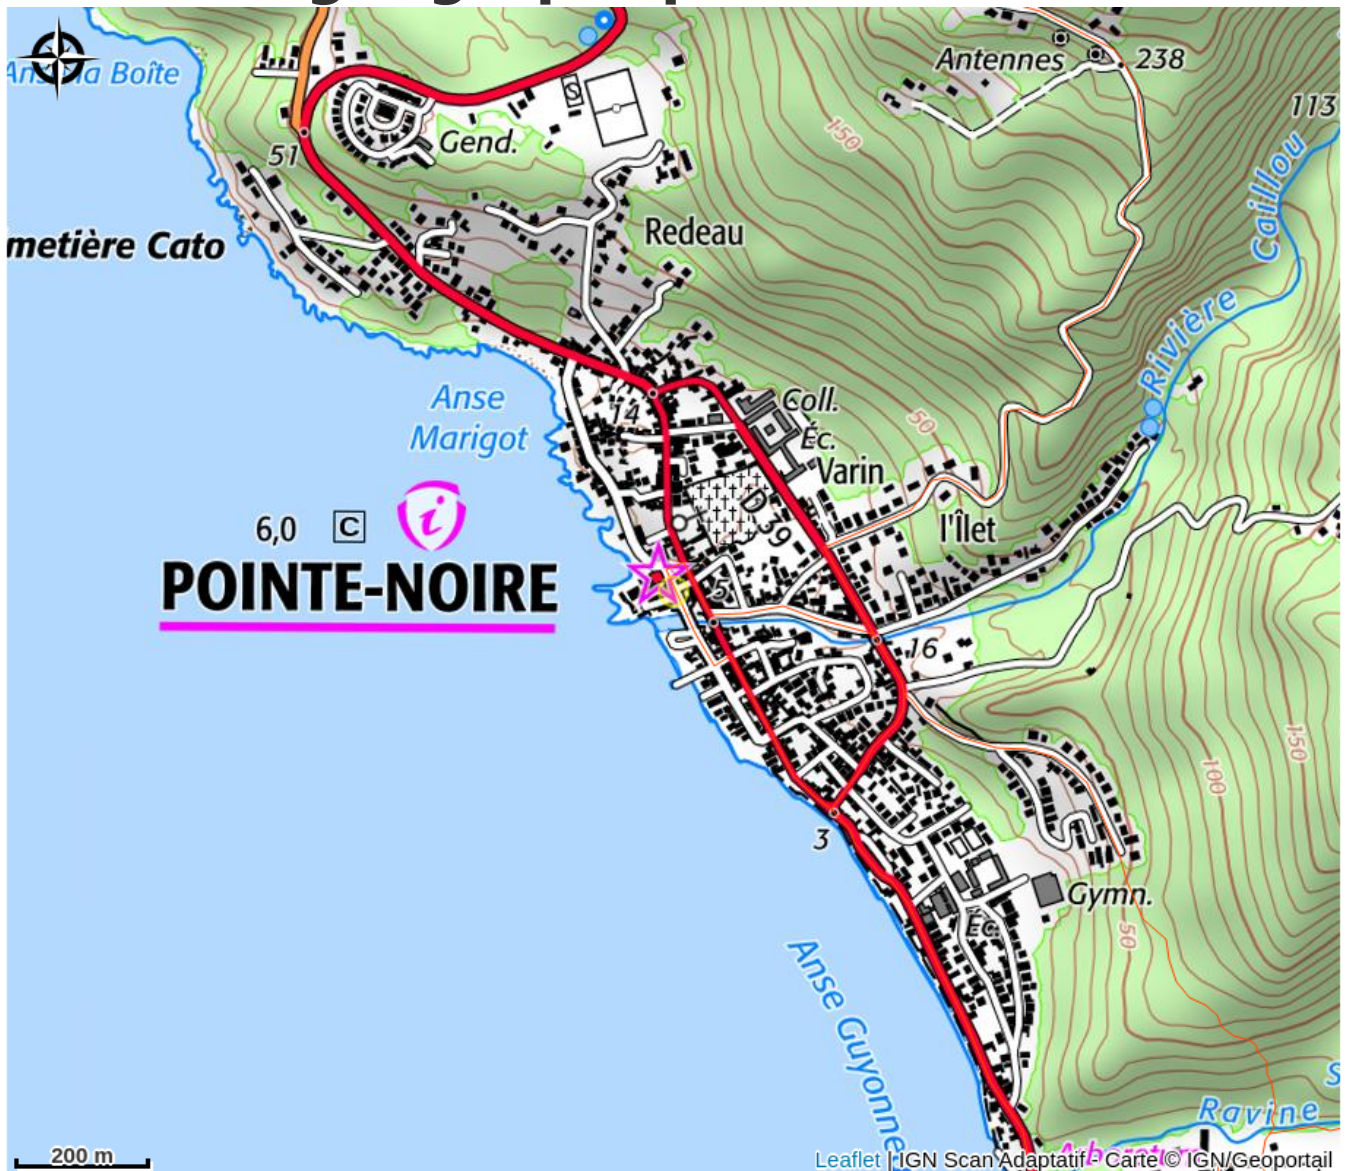 Antennes
238
Anse la Boîte
113
Gend.
51
Rivière Caillou
150
metière Cato
Redeau
Anse
Marigot
14
Coll.
Éc.
50
Varin
6,0 C i
D 39
l'Îlet
POINTE-NOIRE
5
16
150
100
3
Gymn.
Éc.
50
Anse Guyonne
S
Ravine
200 m
Arboretum
Leaflet | IGN Scan Adaptatif - Carte © IGN/Geoportail